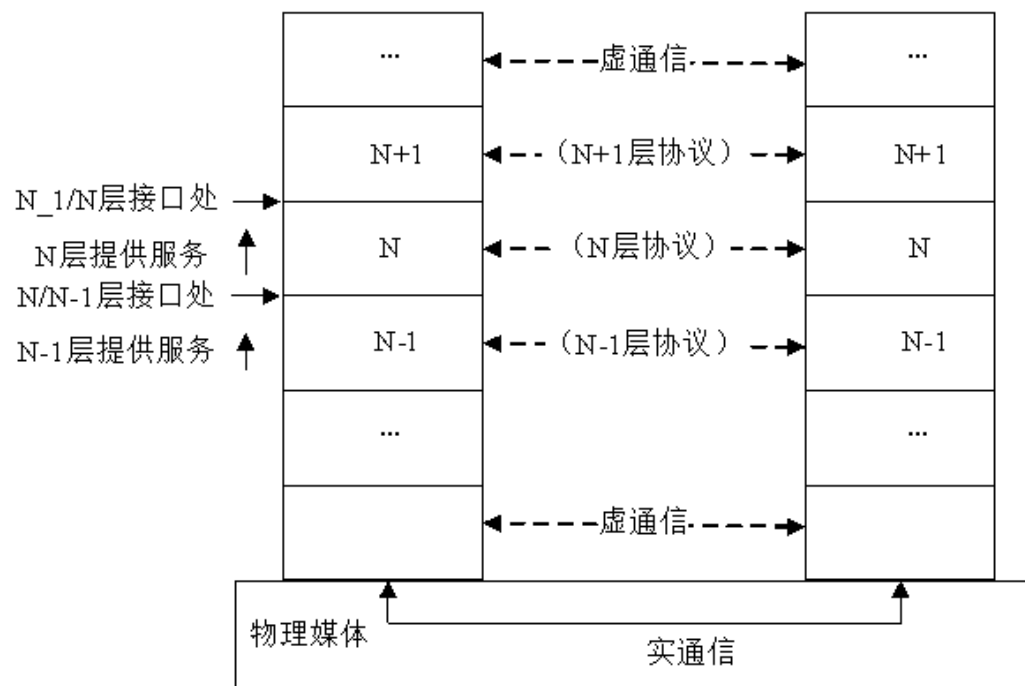 ...
虚通信
...
N+1
（N+1层协议）
N+1
N_1/N层接口处
N层提供服务
N
（N层协议）
N
N/N-1层接口处
N-1层提供服务
N-1
（N-1层协议）
N-1
...
...
虚通信
物理媒体
实通信